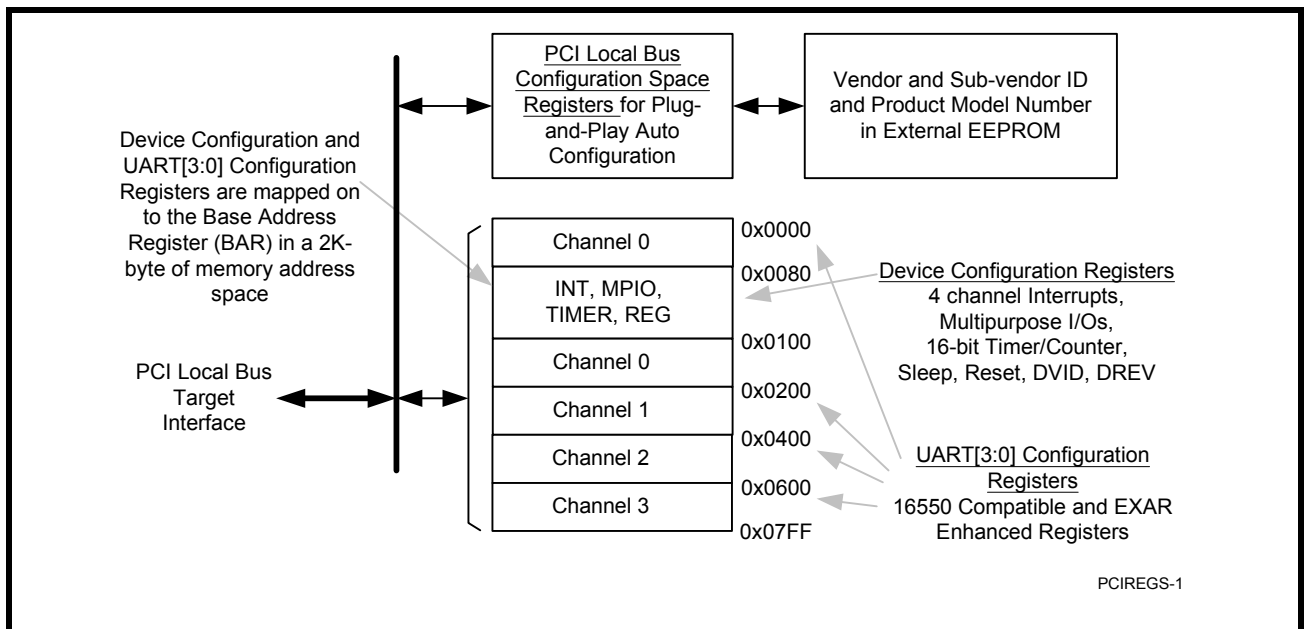 PCI Local Bus
Configuration Space
Registers for Plug-
and-Play Auto
Configuration
Vendor and Sub-vendor ID
and Product Model Number
in External EEPROM
Device Configuration and
UART[3:0] Configuration
Registers are mapped on
to the Base Address
Register (BAR) in a 2K-
byte of memory address
space
PCI Local Bus
Target
Interface
Channel 0
INT, MPIO,
TIMER, REG
Channel 0
Channel 1
Channel 2
Channel 3
0x0000
0x0080
0x0100
0x0200
0x0400
0x0600
0x07FF
Device Configuration Registers
4 channel Interrupts,
Multipurpose I/Os,
16-bit Timer/Counter,
Sleep, Reset, DVID, DREV
UART[3:0] Configuration
Registers
16550 Compatible and EXAR
Enhanced Registers
PCIREGS-1